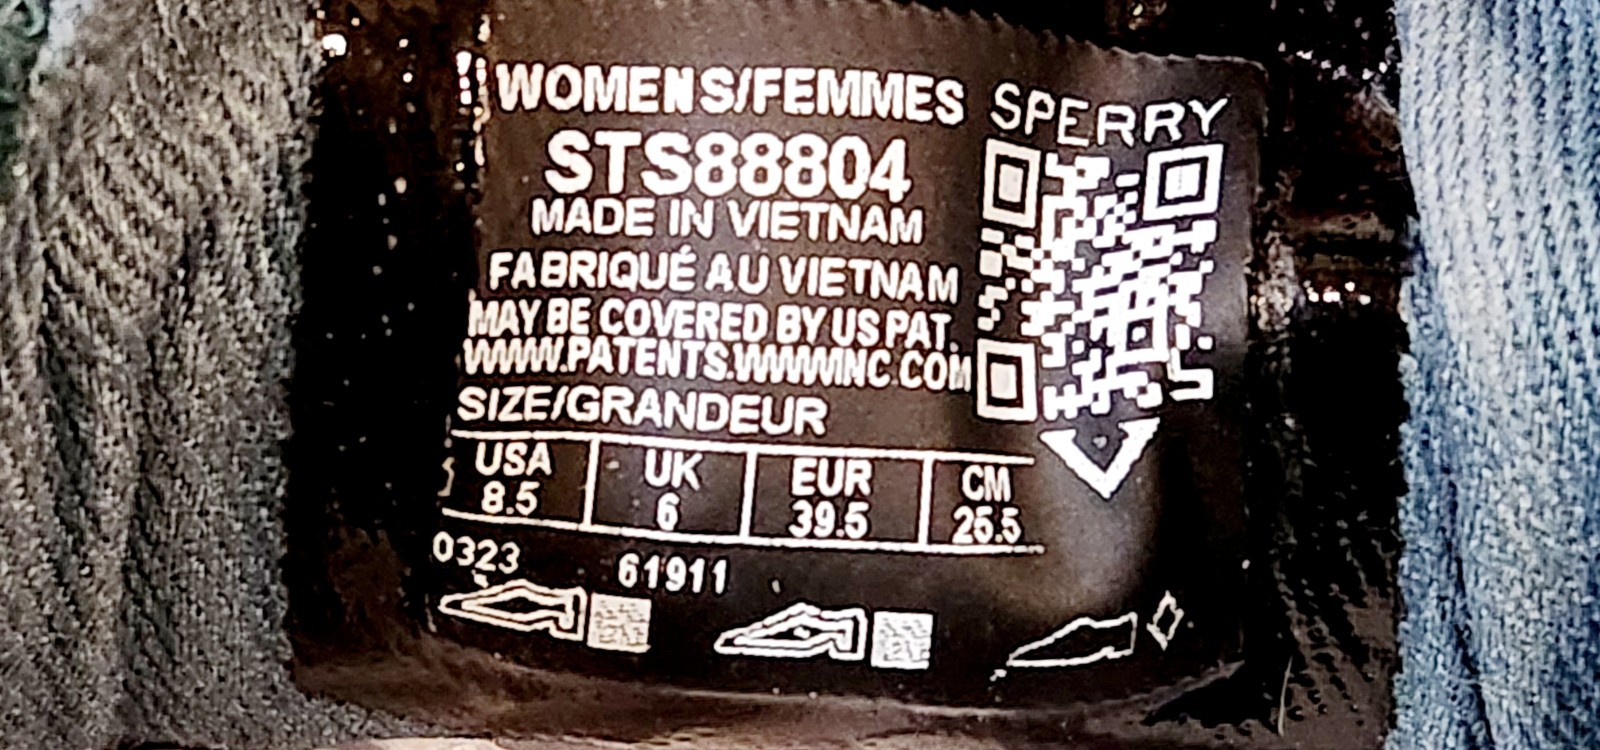 WOMENS/FEMMES
SPERRY
STS88804
MADE IN VIETNAM
FABRIQUÉ AU VIETNAM
MAY BE COVERED BY US PAT.
WWW.PATENTS.WWWINC.COM
SIZE/GRANDEUR
USA UK EUR CM
8.5 6 39.5 25.5
0323 61911